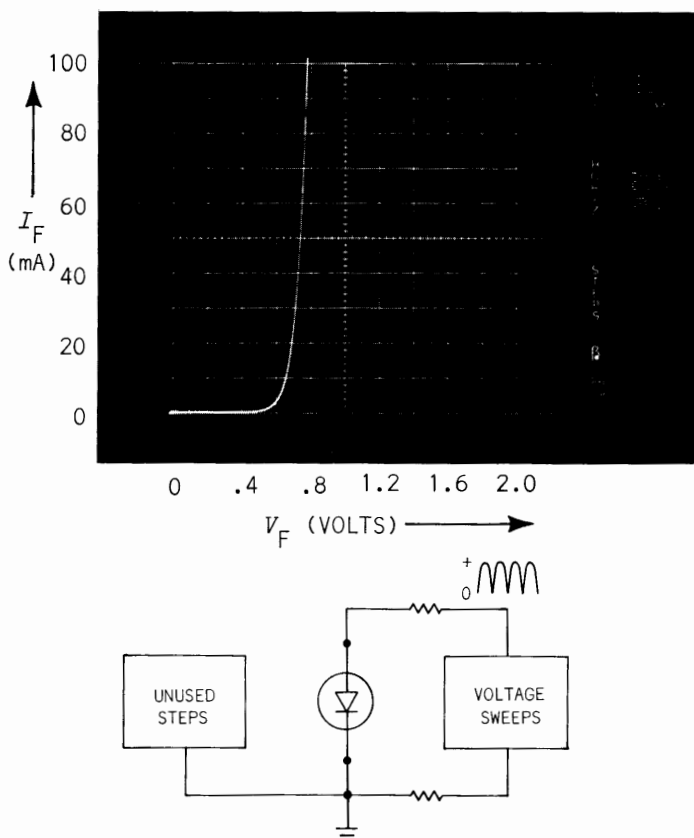 100
80
60
I_F
(mA)
40
20
0
0 .4 .8 1.2 1.6 2.0
V_F (VOLTS)
+
0
UNUSED
STEPS
VOLTAGE
SWEEPS